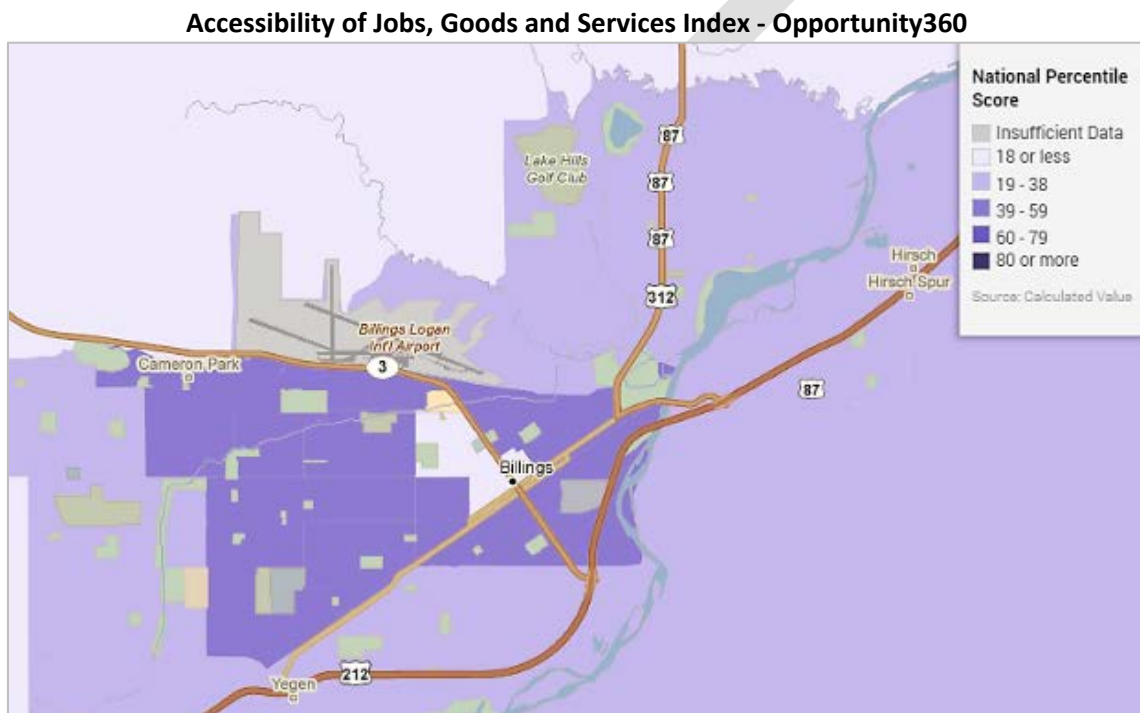 Accessibility of Jobs, Goods and Services Index - Opportunity360
National Percentile
Score
Insufficient Data
18 or less
19 - 38
39 - 59
60 - 79
80 or more
Source: Calculated Value
87
Lake Hills
Golf Club
87
87
312
Hirsch
Hirsch Spur
Billings Logan
Int'l Airport
Cameron Park
3
87
Billings
212
Yegen